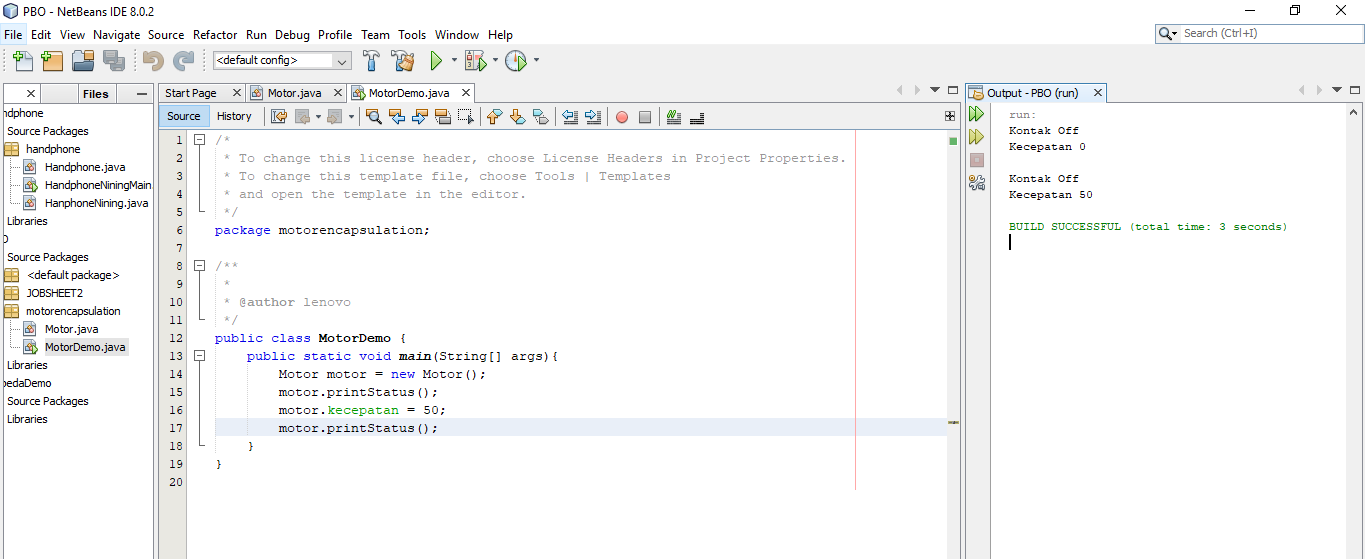 PBO - NetBeans IDE 8.0.2
File Edit View Navigate Source Refactor Run Debug Profile Team Tools Window Help
Search (Ctrl+I)
<default config>
Files
ndphone
Source Packages
handphone
Handphone.java
HandphoneNiningMain
HanphoneNining.java
Libraries
Source Packages
<default package>
JOBSHEET2
motorencapsulation
Motor.java
MotorDemo.java
Libraries
pedaDemo
Source Packages
Libraries
Start Page Motor.java MotorDemo.java
Source History
1 /*
2 * To change this license header, choose License Headers in Project Properties.
3 * To change this template file, choose Tools | Templates
4 * and open the template in the editor.
5 */
6 package motorencapsulation;
7
8 /**
9 *
10 * @author lenovo
11 */
12 public class MotorDemo {
13 public static void main(String[] args){
14 Motor motor = new Motor();
15 motor.printStatus();
16 motor.kecepatan = 50;
17 motor.printStatus();
18 }
19 }
20
Output - PBO (run)
run:
Kontak Off
Kecepatan 0
Kontak Off
Kecepatan 50
BUILD SUCCESSFUL (total time: 3 seconds)